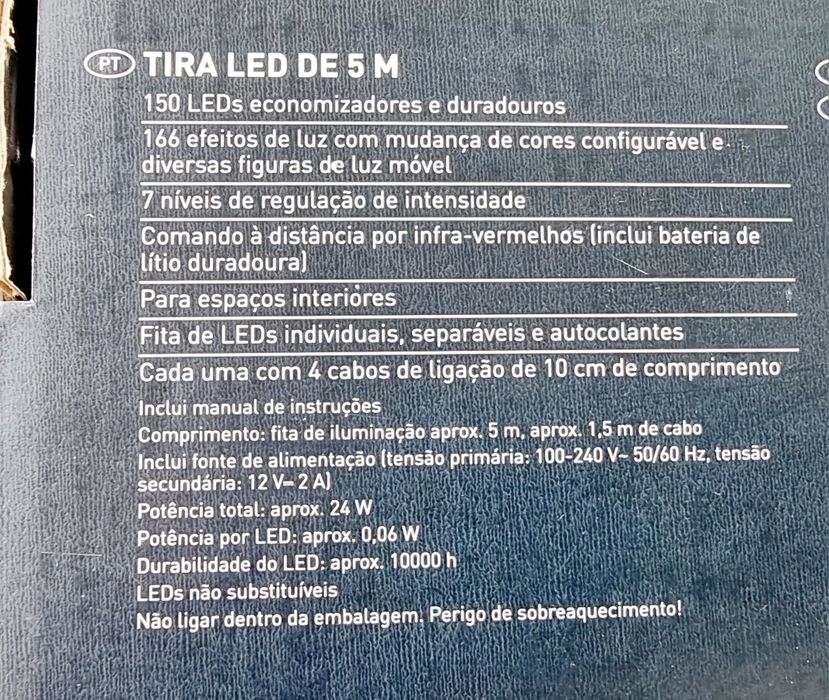 PT TIRA LED DE 5 M
150 LEDs economizadores e duradouros
166 efeitos de luz com mudança de cores configurável e
diversas figuras de luz móvel
7 níveis de regulação de intensidade
Comando à distância por infra-vermelhos (inclui bateria de
lítio duradoura)
Para espaços interiores
Fita de LEDs individuais, separáveis e autocolantes
Cada uma com 4 cabos de ligação de 10 cm de comprimento
Inclui manual de instruções
Comprimento: fita de iluminação aprox. 5 m, aprox. 1,5 m de cabo
Inclui fonte de alimentação (tensão primária: 100-240 V~ 50/60 Hz, tensão
secundária: 12 V⎓ 2 A)
Potência total: aprox. 24 W
Potência por LED: aprox. 0,06 W
Durabilidade do LED: aprox. 10000 h
LEDs não substituíveis
Não ligar dentro da embalagem. Perigo de sobreaquecimento!